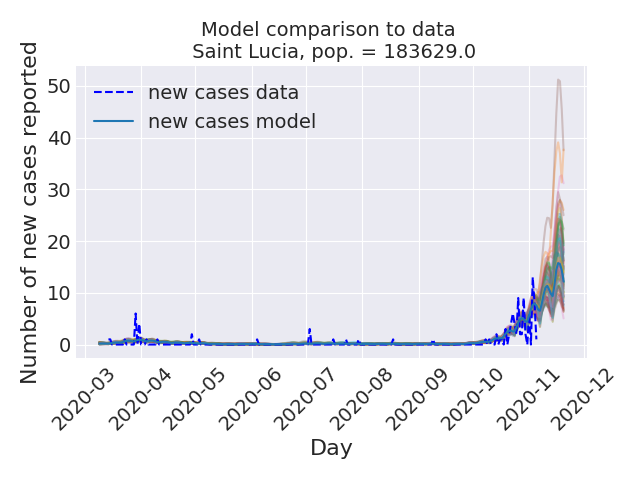 Model comparison to data
Saint Lucia, pop. = 183629.0
Number of new cases reported
50
40
30
20
10
0
new cases data
new cases model
2020-03
2020-04
2020-05
2020-06
2020-07
2020-08
2020-09
2020-10
2020-11
2020-12
Day